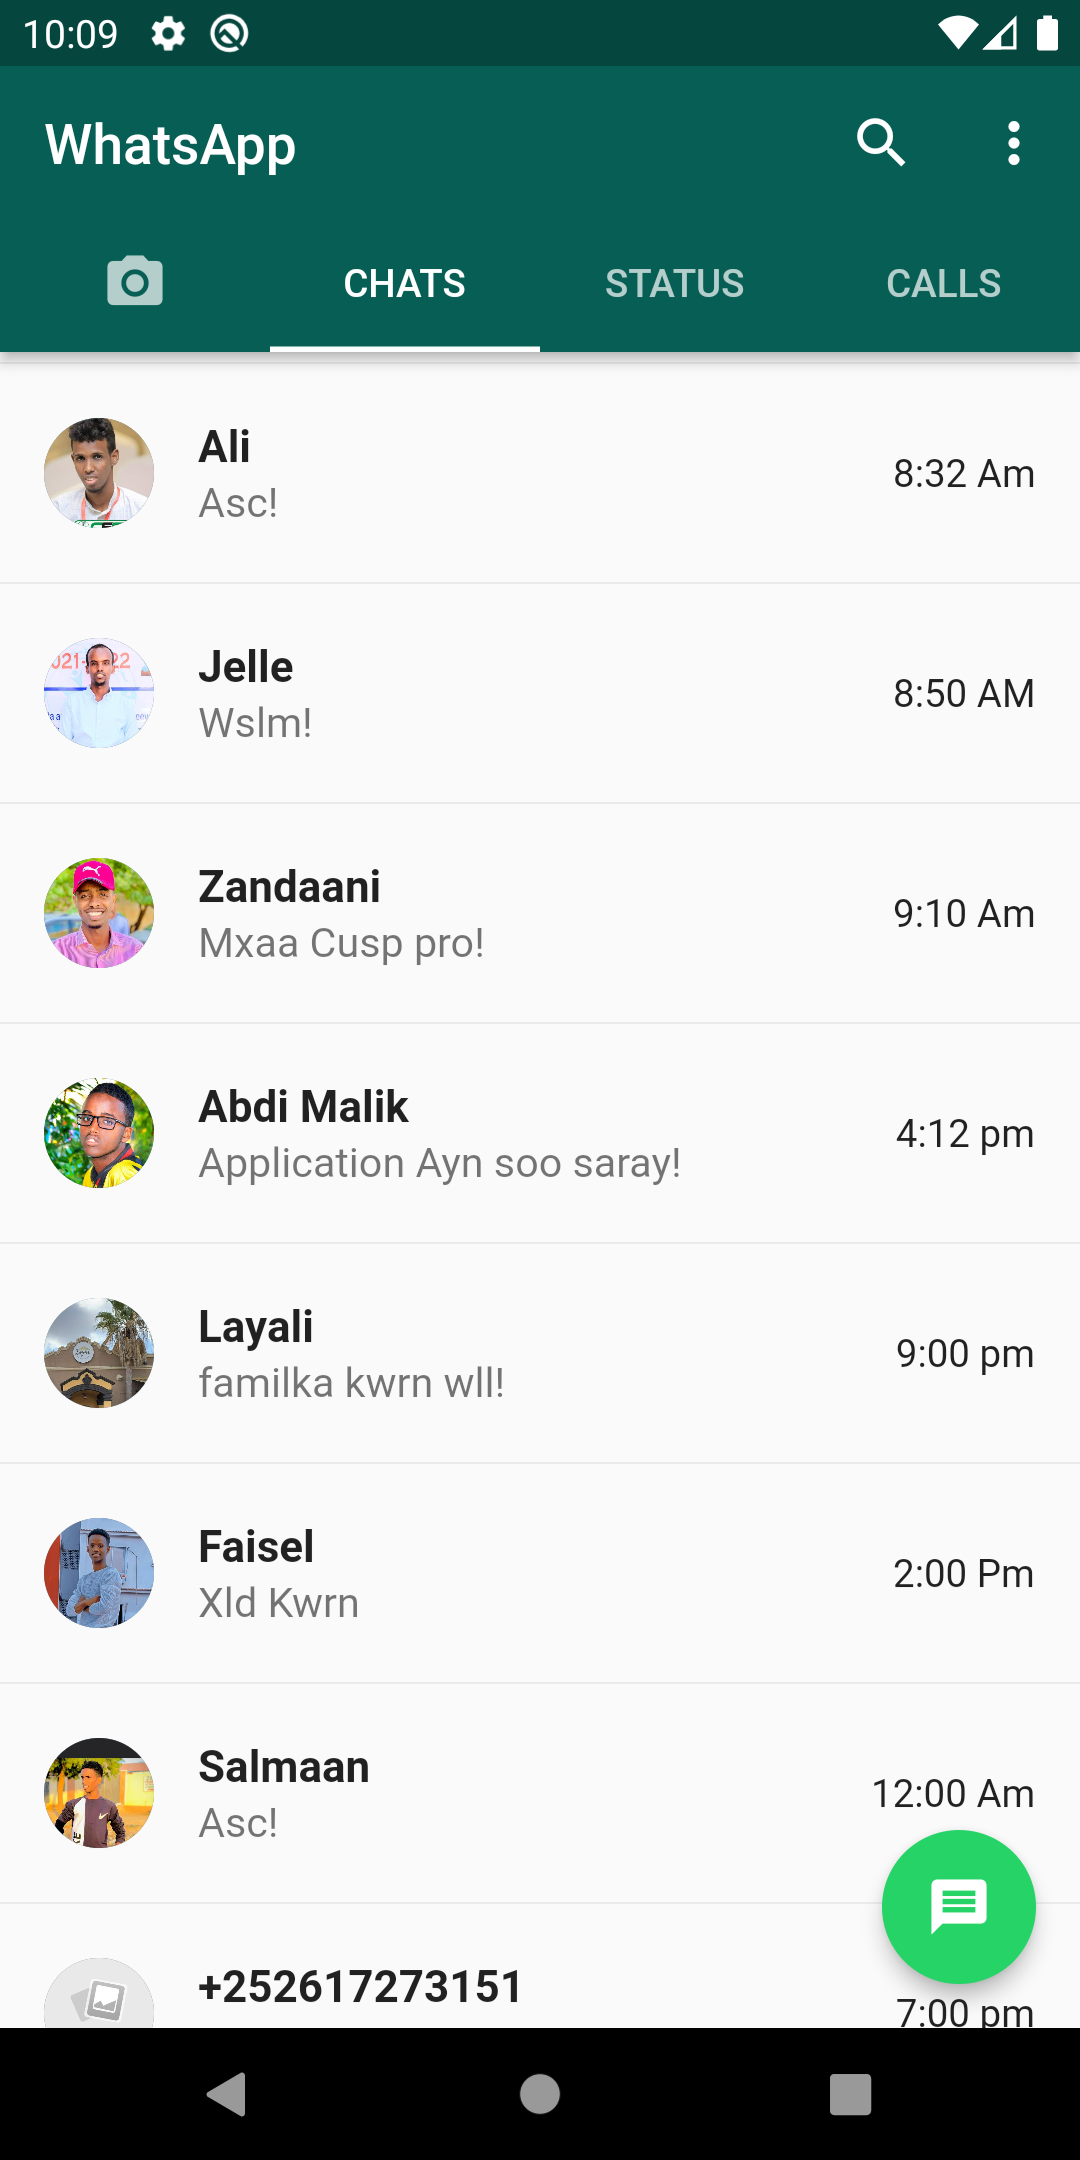 10:09
WhatsApp
CHATS
STATUS
CALLS
Ali
Asc!
8:32 Am
021-22
Jelle
Wslm!
8:50 AM
Zandaani
Mxaa Cusp pro!
9:10 Am
Abdi Malik
Application Ayn soo saray!
4:12 pm
Layali
familka kwrn wll!
9:00 pm
Faisel
Xld Kwrn
2:00 Pm
Salmaan
Asc!
12:00 Am
+252617273151
7:00 pm